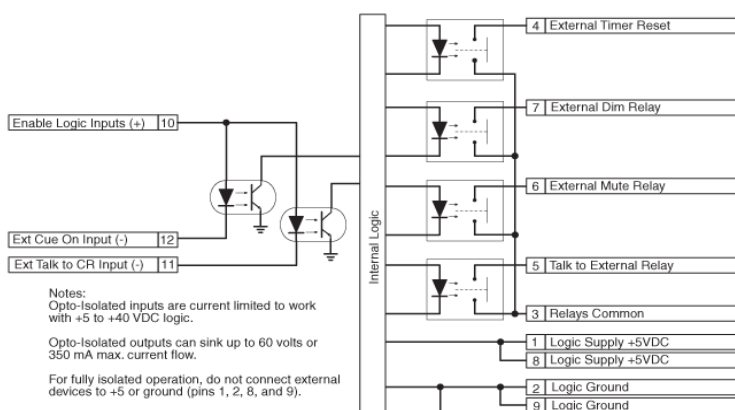 4 External Timer Reset
7 External Dim Relay
Enable Logic Inputs (+) 10
6 External Mute Relay
Internal Logic
Ext Cue On Input (-) 12
Ext Talk to CR Input (-) 11
5 Talk to External Relay
3 Relays Common
1 Logic Supply +5VDC
8 Logic Supply +5VDC
2 Logic Ground
9 Logic Ground
Notes:
Opto-Isolated inputs are current limited to work
with +5 to +40 VDC logic.
Opto-Isolated outputs can sink up to 60 volts or
350 mA max. current flow.
For fully isolated operation, do not connect external
devices to +5 or ground (pins 1, 2, 8, and 9).